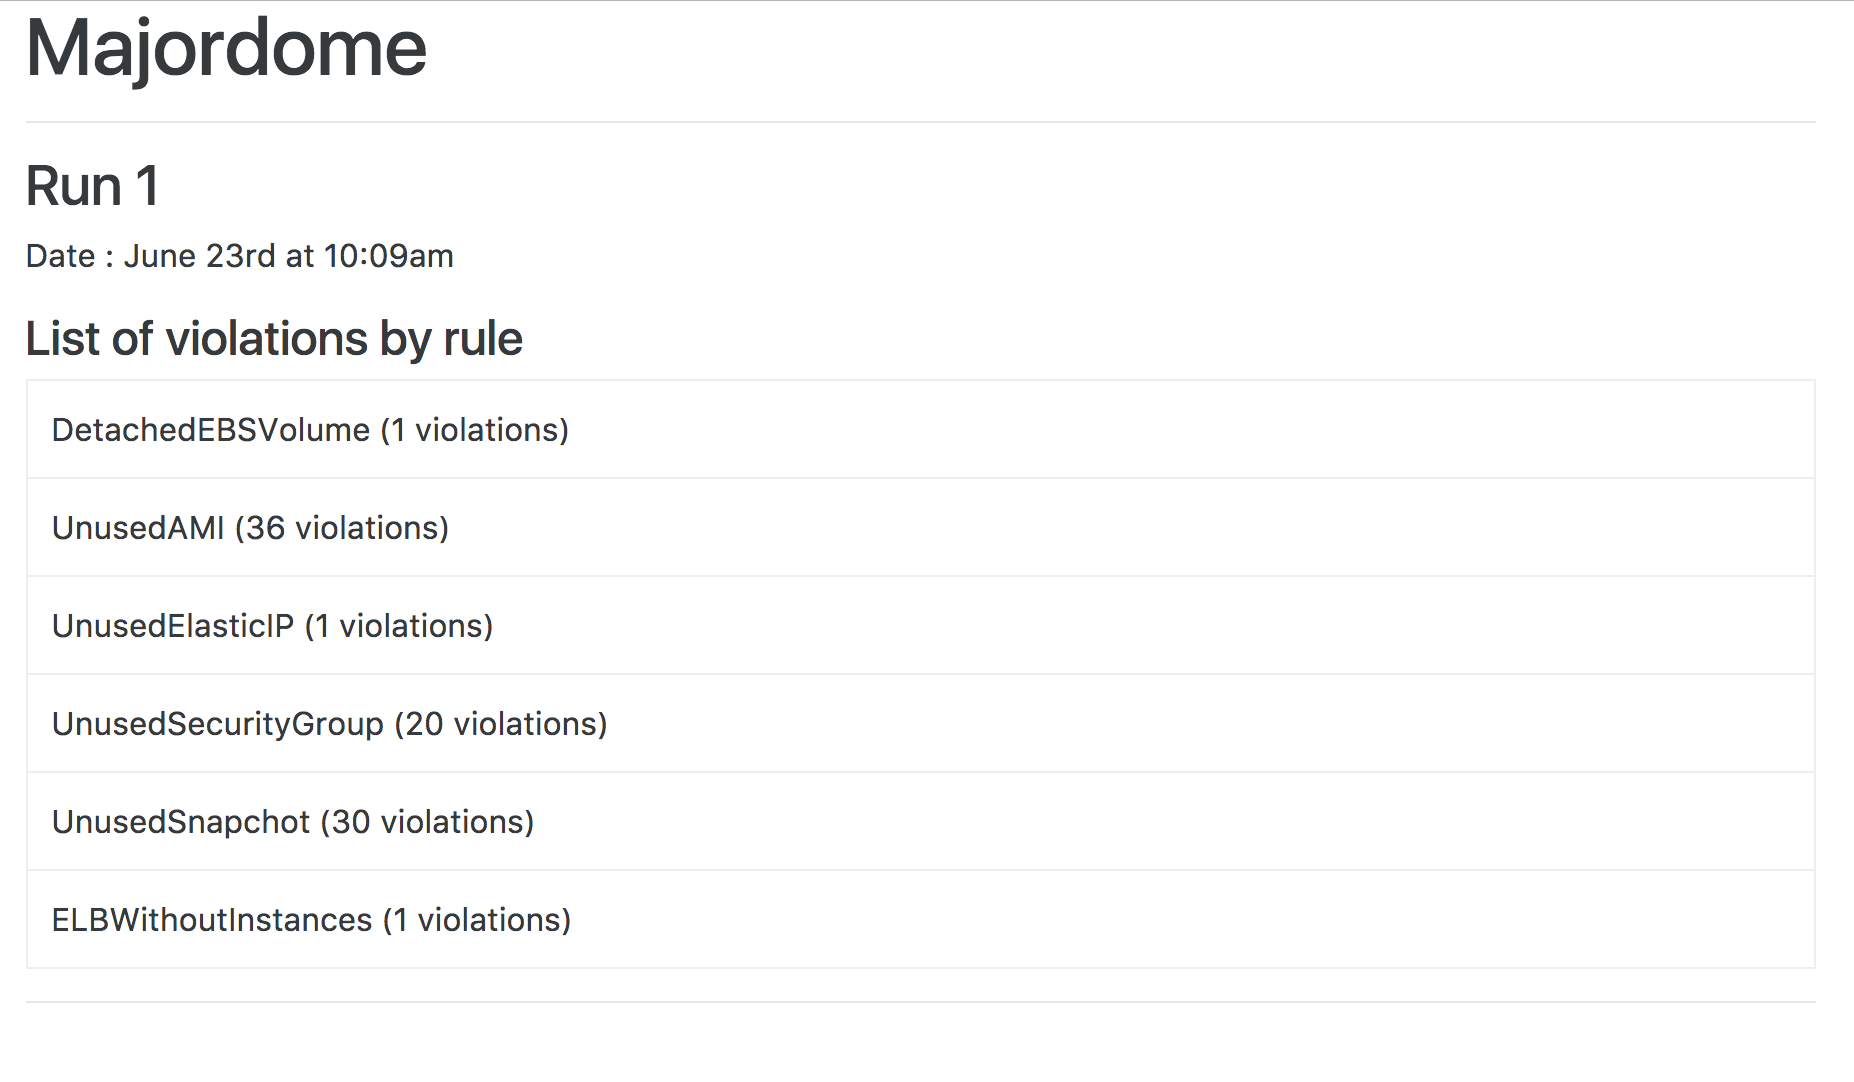 Majordome
Run 1
Date : June 23rd at 10:09am
List of violations by rule
DetachedEBSVolume (1 violations)
UnusedAMI (36 violations)
UnusedElasticIP (1 violations)
UnusedSecurityGroup (20 violations)
UnusedSnapchot (30 violations)
ELBWithoutInstances (1 violations)